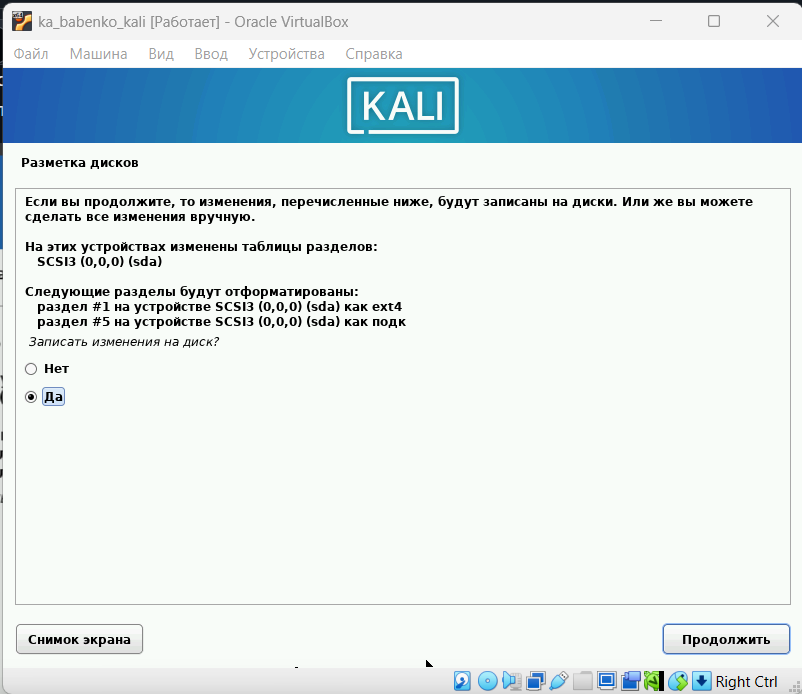 ka_babenko_kali [Работает] - Oracle VirtualBox
Файл Машина Вид Ввод Устройства Справка
KALI
Разметка дисков
Если вы продолжите, то изменения, перечисленные ниже, будут записаны на диски. Или же вы можете
сделать все изменения вручную.
На этих устройствах изменены таблицы разделов:
SCSI3 (0,0,0) (sda)
Следующие разделы будут отформатированы:
раздел #1 на устройстве SCSI3 (0,0,0) (sda) как ext4
раздел #5 на устройстве SCSI3 (0,0,0) (sda) как подк
Записать изменения на диск?
Нет
Да
Снимок экрана Продолжить
Right Ctrl